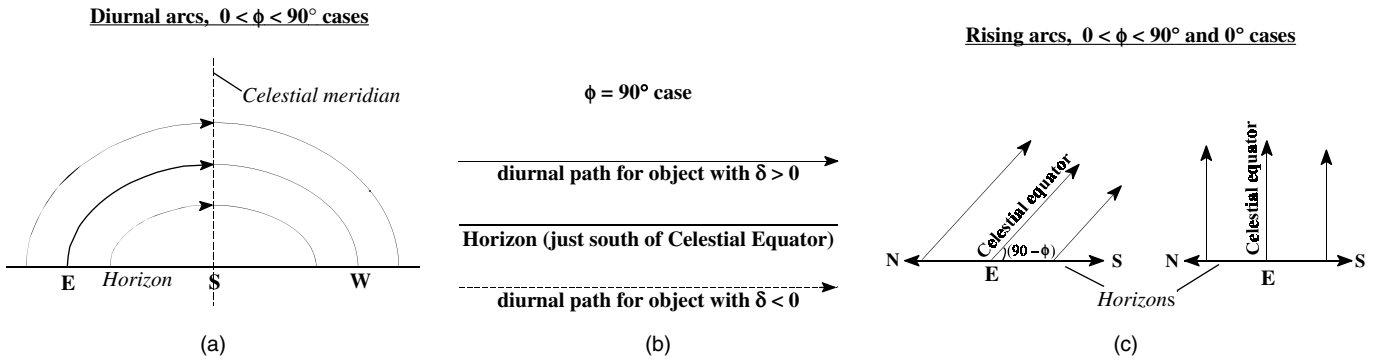 Diurnal arcs, 0 < ϕ < 90° cases
Celestial meridian
E
Horizon
S
W
(a)
ϕ = 90° case
diurnal path for object with δ > 0
Horizon (just south of Celestial Equator)
diurnal path for object with δ < 0
(b)
Rising arcs, 0 < ϕ < 90° and 0° cases
Celestial equator
(90 – ϕ)
N
E
S
Celestial equator
N
E
S
Horizons
(c)